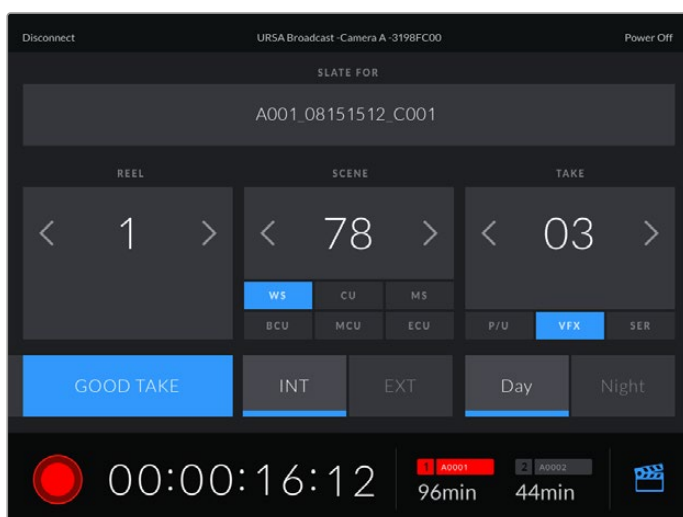 Disconnect URSA Broadcast -Camera A -3198FC00 Power Off
SLATE FOR
A001_08151512_C001
REEL SCENE TAKE
1 78 03
WS CU MS
BCU MCU ECU P/U VFX SER
GOOD TAKE INT EXT Day Night
00:00:16:12 1 A0001 2 A0002
96min 44min